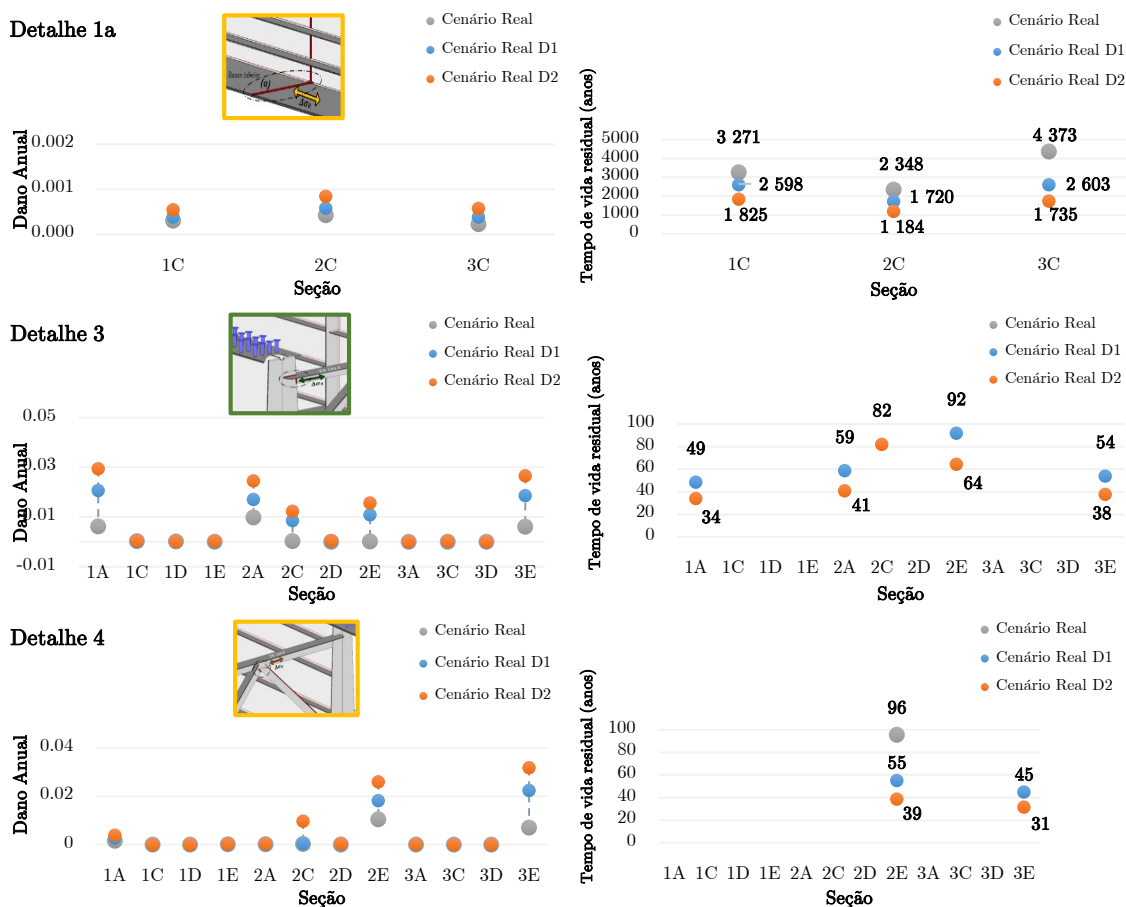 Detalhe 1a
Cenário Real
Cenário Real D1
Cenário Real D2
Dano inferior
(a)
Dano Anual
0.002
0.001
0.000
1C 2C 3C
Seção
Cenário Real
Cenário Real D1
Cenário Real D2
Tempo de vida residual (anos)
5000
4000
3000
2000
1000
0
3 271
2 598
1 825
2 348
1 720
1 184
4 373
2 603
1 735
1C 2C 3C
Seção
Detalhe 3
Cenário Real
Cenário Real D1
Cenário Real D2
Dano Anual
0.05
0.03
0.01
-0.01
1A 1C 1D 1E 2A 2C 2D 2E 3A 3C 3D 3E
Seção
Cenário Real
Cenário Real D1
Cenário Real D2
Tempo de vida residual (anos)
100
80
60
40
20
0
49
34
59
41
82
92
64
54
38
1A 1C 1D 1E 2A 2C 2D 2E 3A 3C 3D 3E
Seção
Detalhe 4
Cenário Real
Cenário Real D1
Cenário Real D2
Dano Anual
0.04
0.02
0
1A 1C 1D 1E 2A 2C 2D 2E 3A 3C 3D 3E
Seção
Cenário Real
Cenário Real D1
Cenário Real D2
Tempo de vida residual (anos)
100
80
60
40
20
0
96
55
39
45
31
1A 1C 1D 1E 2A 2C 2D 2E 3A 3C 3D 3E
Seção